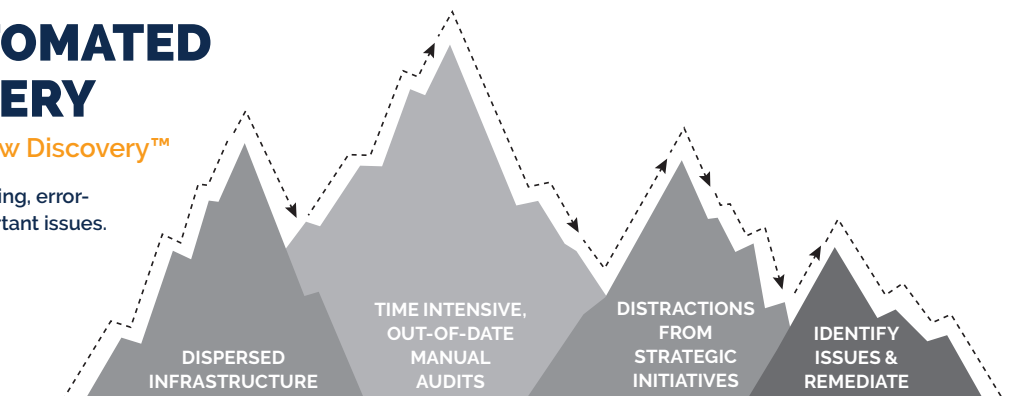 OMATED
ERY
w Discovery™
ing, error-
rtant issues.
DISPERSED
INFRASTRUCTURE
TIME INTENSIVE,
OUT-OF-DATE
MANUAL
AUDITS
DISTRACTIONS
FROM
STRATEGIC
INITIATIVES
IDENTIFY
ISSUES &
REMEDIATE